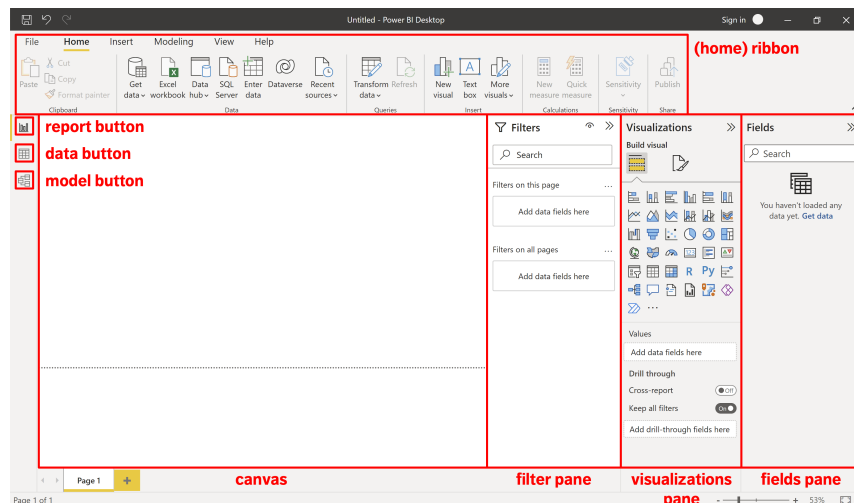 Untitled - Power BI Desktop
Sign in
File Home Insert Modeling View Help
(home) ribbon
Paste
Cut
Copy
Format painter
Clipboard
Get data
Excel workbook
Data hub
SQL Server
Enter data
Dataverse
Recent sources
Data
Transform data
Refresh
Queries
New visual
Text box
More visuals
Insert
New measure
Quick measure
Calculations
Sensitivity
Sensitivity
Publish
Share
report button
data button
model button
Filters
Search
Filters on this page ...
Add data fields here
Filters on all pages ...
Add data fields here
Visualizations
Build visual
R Py
...
Values
Add data fields here
Drill through
Cross-report Off
Keep all filters On
Add drill-through fields here
Fields
Search
You haven't loaded any
data yet. Get data
Page 1 +
canvas
filter pane
visualizations
pane
fields pane
Page 1 of 1
- + 53%